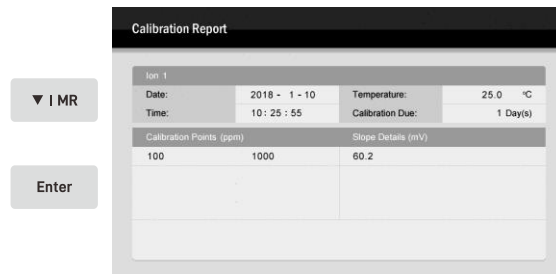 Calibration Report
Ion 1
Date: 2018 - 1 - 10 Temperature: 25.0 °C
▼ I MR
Time: 10 : 25 : 55 Calibration Due: 1 Day(s)
Calibration Points (ppm) Slope Details (mV)
100 1000 60.2
Enter